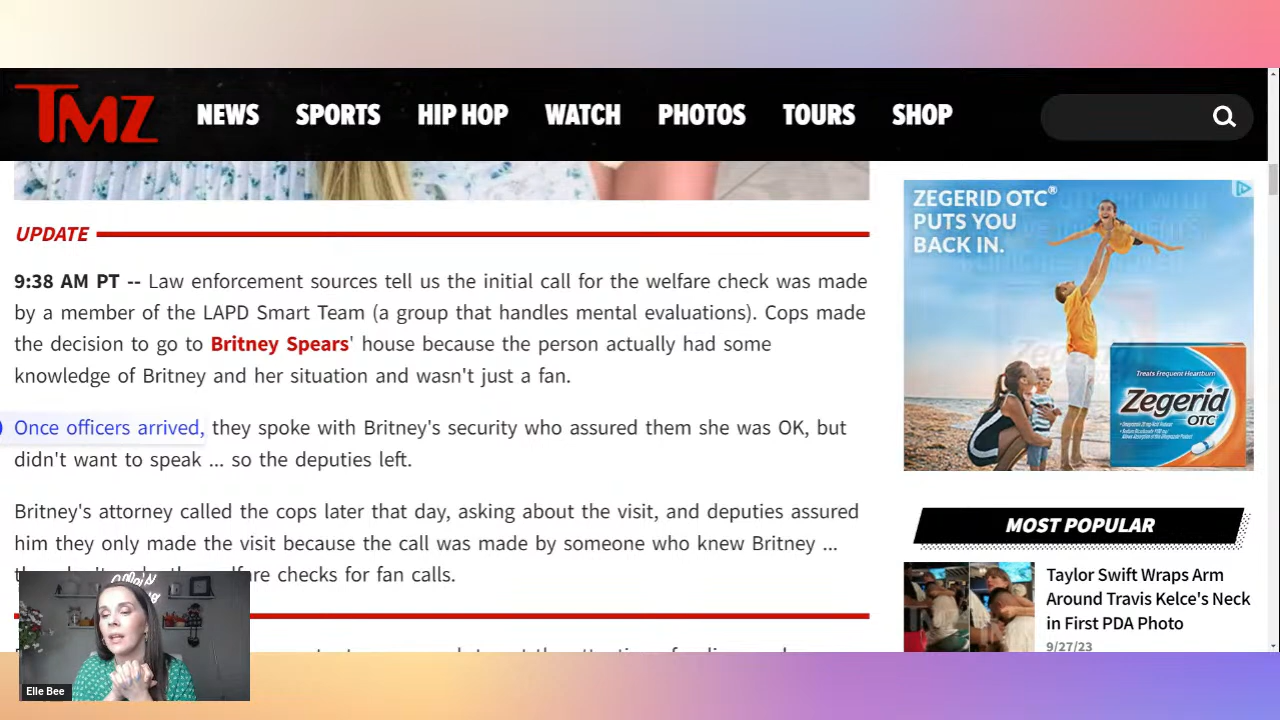 TMZ
NEWS SPORTS HIP HOP WATCH PHOTOS TOURS SHOP
UPDATE
9:38 AM PT -- Law enforcement sources tell us the initial call for the welfare check was made
by a member of the LAPD Smart Team (a group that handles mental evaluations). Cops made
the decision to go to Britney Spears' house because the person actually had some
knowledge of Britney and her situation and wasn't just a fan.
Once officers arrived, they spoke with Britney's security who assured them she was OK, but
didn't want to speak ... so the deputies left.
Britney's attorney called the cops later that day, asking about the visit, and deputies assured
him they only made the visit because the call was made by someone who knew Britney ...
checks for fan calls.
Elle Bee
ZEGERID OTC®
PUTS YOU
BACK IN.
Treats Frequent Heartburn
Zegerid
OTC
MOST POPULAR
Taylor Swift Wraps Arm
Around Travis Kelce's Neck
in First PDA Photo
9/27/23